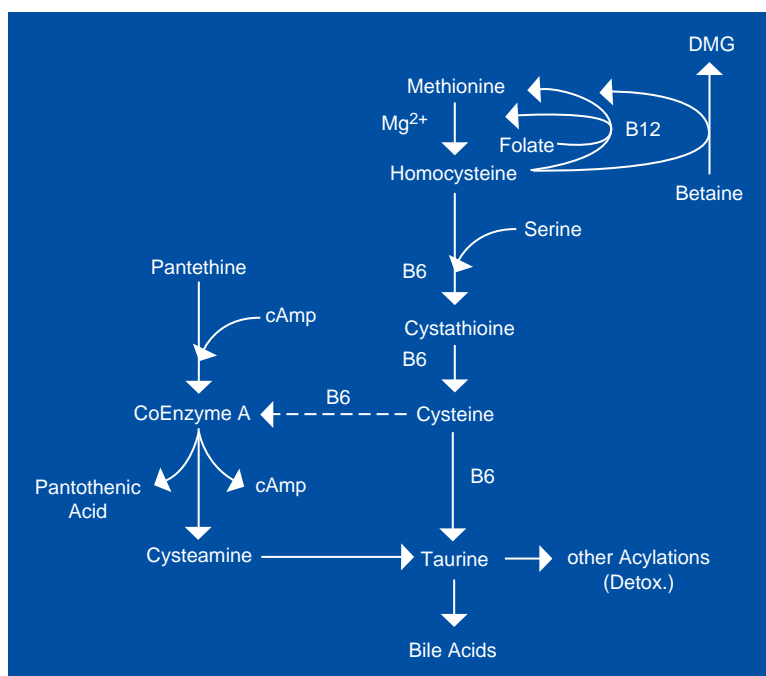 DMG
Methionine
Mg2+
B12
Folate
Homocysteine
Betaine
Serine
Pantethine
B6
cAmp
Cystathioine
B6
B6
CoEnzyme A
Cysteine
B6
Pantothenic
Acid
cAmp
Cysteamine
Taurine
other Acylations
(Detox.)
Bile Acids